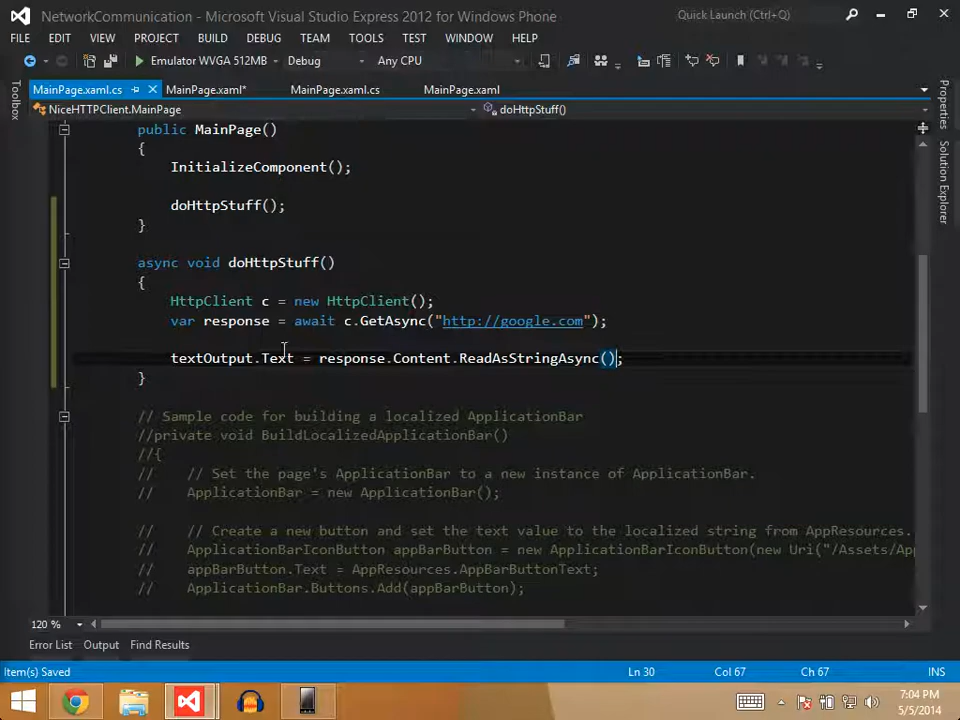 NetworkCommunication - Microsoft Visual Studio Express 2012 for Windows Phone
Quick Launch (Ctrl+Q)
FILE EDIT VIEW PROJECT BUILD DEBUG TEAM TOOLS TEST WINDOW HELP
Emulator WVGA 512MB Debug Any CPU
MainPage.xaml.cs MainPage.xaml* MainPage.xaml.cs MainPage.xaml
NiceHTTPClient.MainPage doHttpStuff()
Toolbox
Properties
Solution Explorer
public MainPage()
{
InitializeComponent();
doHttpStuff();
}
async void doHttpStuff()
{
HttpClient c = new HttpClient();
var response = await c.GetAsync("http://google.com");
textOutput.Text = response.Content.ReadAsStringAsync();
}
// Sample code for building a localized ApplicationBar
//private void BuildLocalizedApplicationBar()
//{
// // Set the page's ApplicationBar to a new instance of ApplicationBar.
// ApplicationBar = new ApplicationBar();
// // Create a new button and set the text value to the localized string from AppResources.
// ApplicationBarIconButton appBarButton = new ApplicationBarIconButton(new Uri("/Assets/Ap
// appBarButton.Text = AppResources.AppBarButtonText;
// ApplicationBar.Buttons.Add(appBarButton);
120 %
Error List Output Find Results
Item(s) Saved Ln 30 Col 67 Ch 67 INS
7:04 PM
5/5/2014